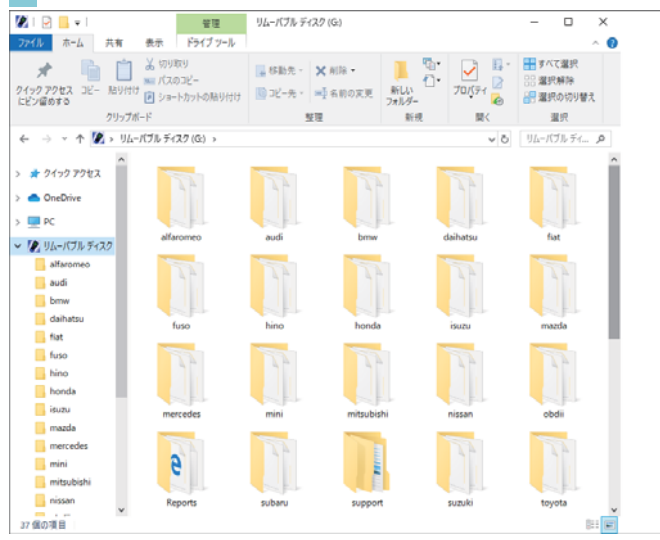 管理
リムーバブル ディスク (G:)
ファイル ホーム 共有 表示 ドライブ ツール
クイック アクセス
にピン留めする
コピー
貼り付け
切り取り
パスのコピー
ショートカットの貼り付け
移動先
コピー先
削除
名前の変更
新しい
フォルダー
プロパティ
すべて選択
選択解除
選択の切り替え
クリップボード 整理 新規 開く 選択
リムーバブル ディスク (G:)
リムーバブル ディ...
クイック アクセス
OneDrive
PC
リムーバブル ディスク
alfaromeo
audi
bmw
daihatsu
fiat
fuso
hino
honda
isuzu
mazda
mercedes
mini
mitsubishi
nissan
alfaromeo audi bmw daihatsu fiat
fuso hino honda isuzu mazda
mercedes mini mitsubishi nissan obdii
Reports subaru support suzuki toyota
37 個の項目